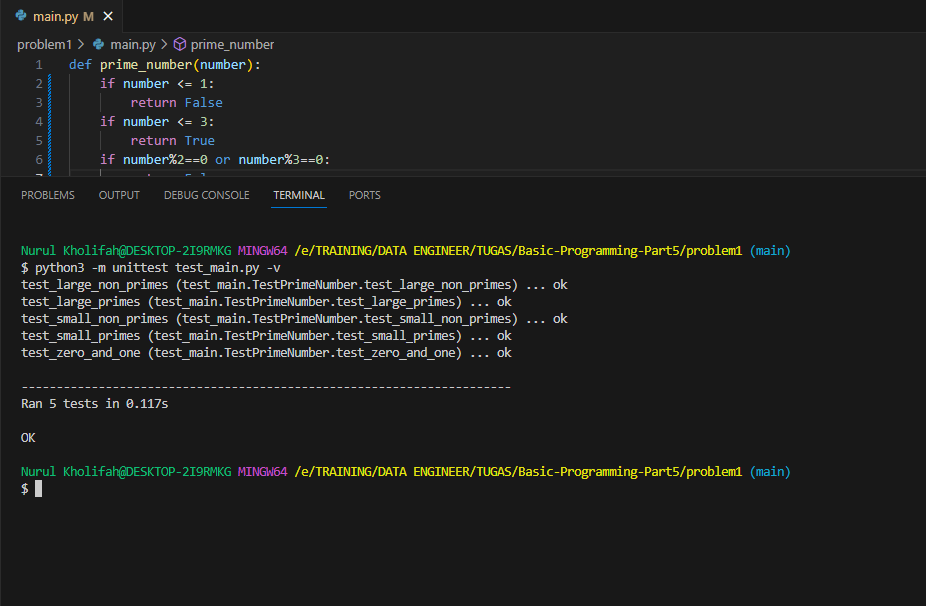 main.py M
problem1 > main.py > prime_number
1 def prime_number(number):
2 if number <= 1:
3 return False
4 if number <= 3:
5 return True
6 if number%2==0 or number%3==0:
PROBLEMS OUTPUT DEBUG CONSOLE TERMINAL PORTS
Nurul Kholifah@DESKTOP-2I9RMKG MINGW64 /e/TRAINING/DATA ENGINEER/TUGAS/Basic-Programming-Part5/problem1 (main)
$ python3 -m unittest test_main.py -v
test_large_non_primes (test_main.TestPrimeNumber.test_large_non_primes) ... ok
test_large_primes (test_main.TestPrimeNumber.test_large_primes) ... ok
test_small_non_primes (test_main.TestPrimeNumber.test_small_non_primes) ... ok
test_small_primes (test_main.TestPrimeNumber.test_small_primes) ... ok
test_zero_and_one (test_main.TestPrimeNumber.test_zero_and_one) ... ok
----------------------------------------------------------------------
Ran 5 tests in 0.117s
OK
Nurul Kholifah@DESKTOP-2I9RMKG MINGW64 /e/TRAINING/DATA ENGINEER/TUGAS/Basic-Programming-Part5/problem1 (main)
$